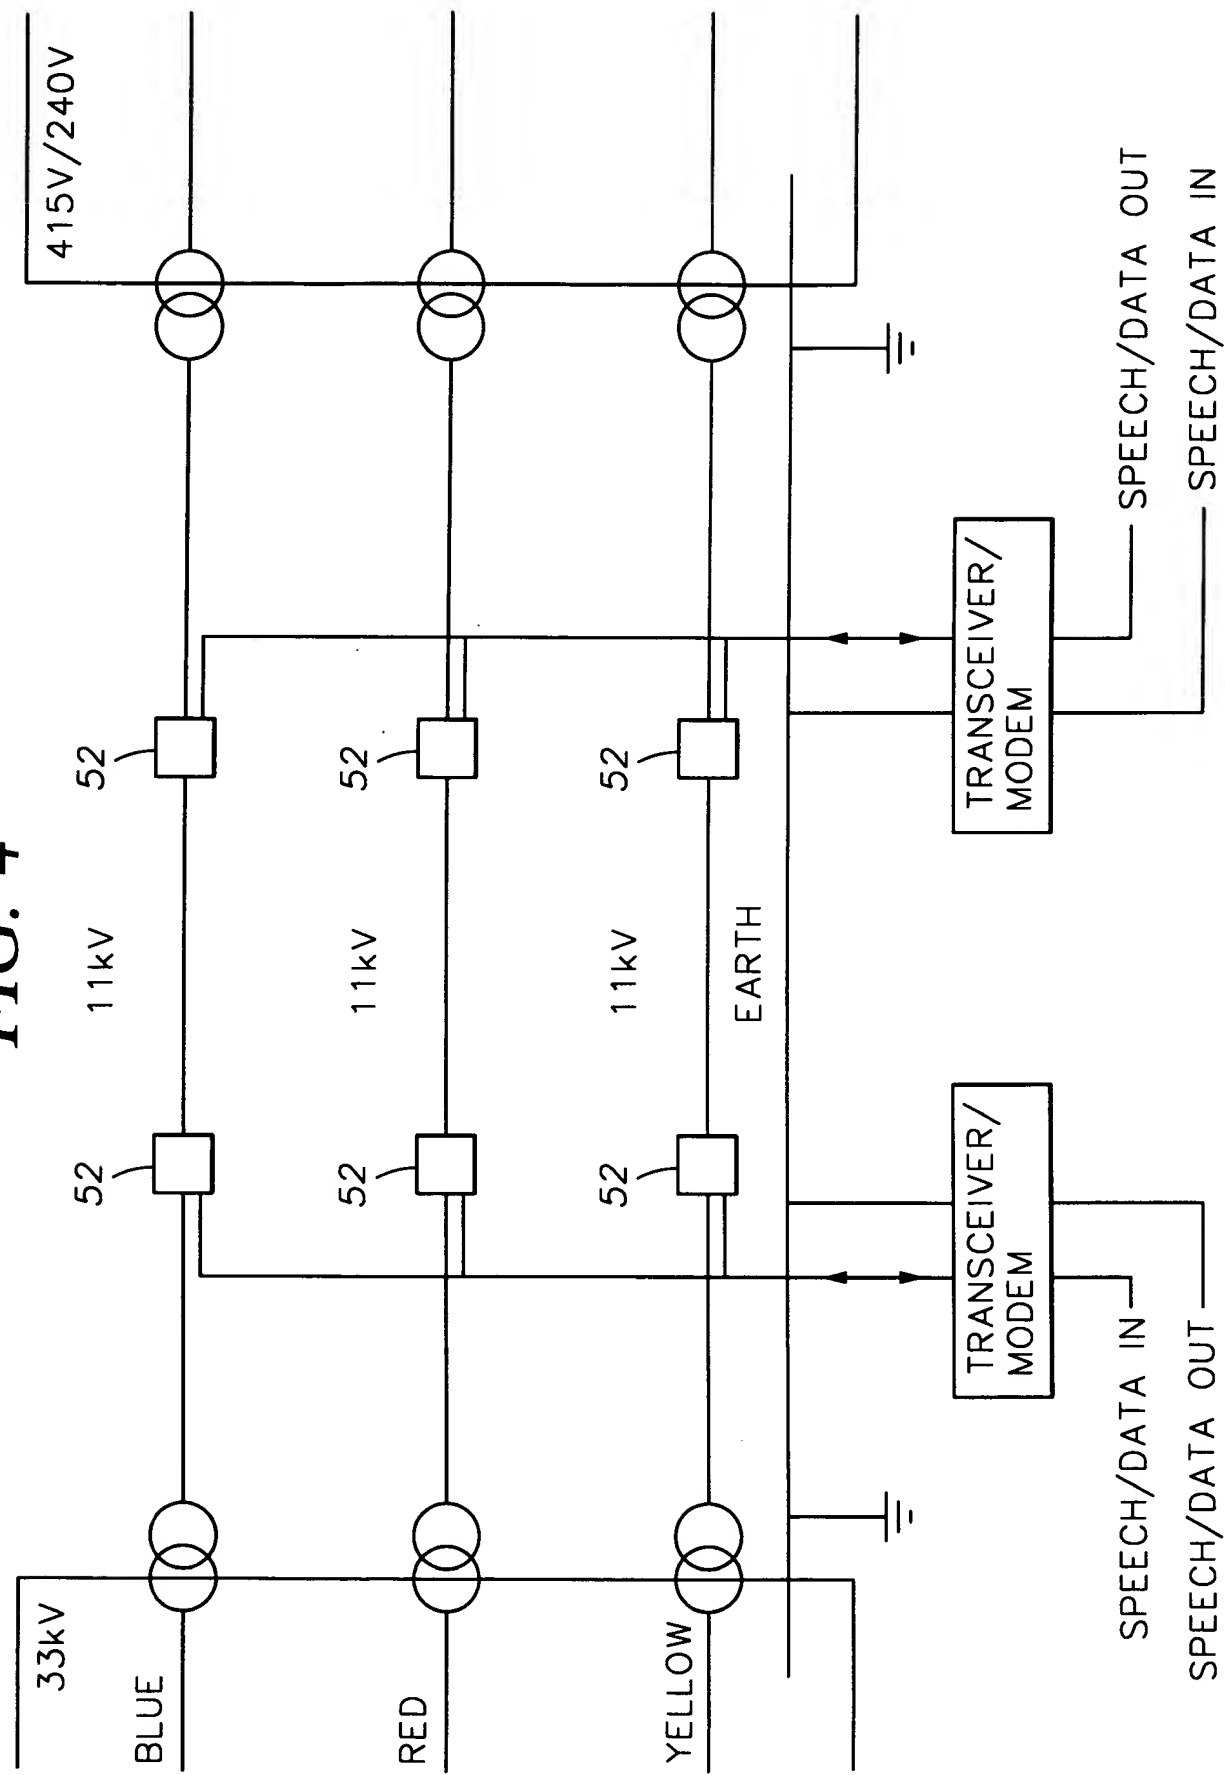 FIG. 4
33kV
415V/240V
BLUE
52
11kV
52
RED
52
11kV
52
YELLOW
52
11kV
52
EARTH
TRANSCEIVER/
MODEM
TRANSCEIVER/
MODEM
SPEECH/DATA IN
SPEECH/DATA OUT
SPEECH/DATA OUT
SPEECH/DATA IN